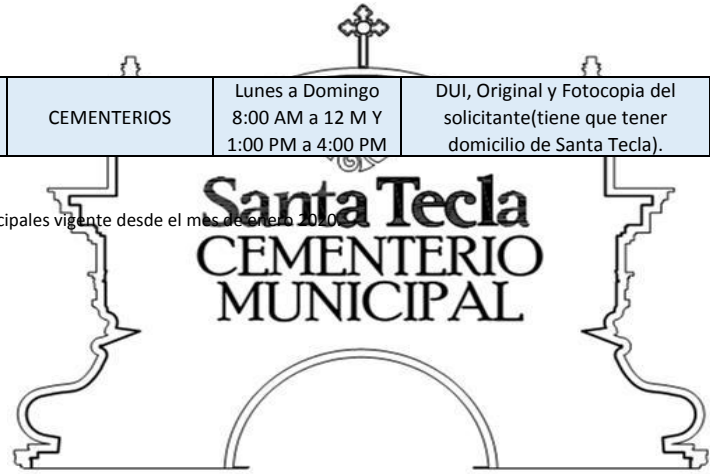 CEMENTERIOS
Lunes a Domingo
8:00 AM a 12 M Y
1:00 PM a 4:00 PM
DUI, Original y Fotocopia del
solicitante(tiene que tener
domicilio de Santa Tecla).
cipales vigente desde el mes de enero 2020.
Santa Tecla
CEMENTERIO
MUNICIPAL